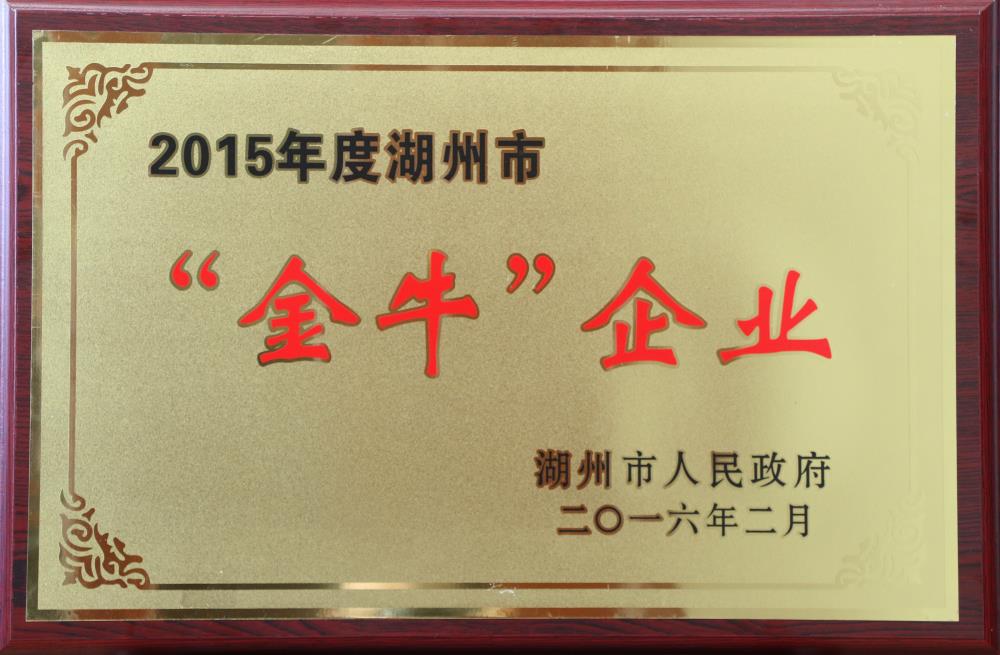 2015年度湖州市
“金牛”企业
湖州市人民政府
二〇一六年二月